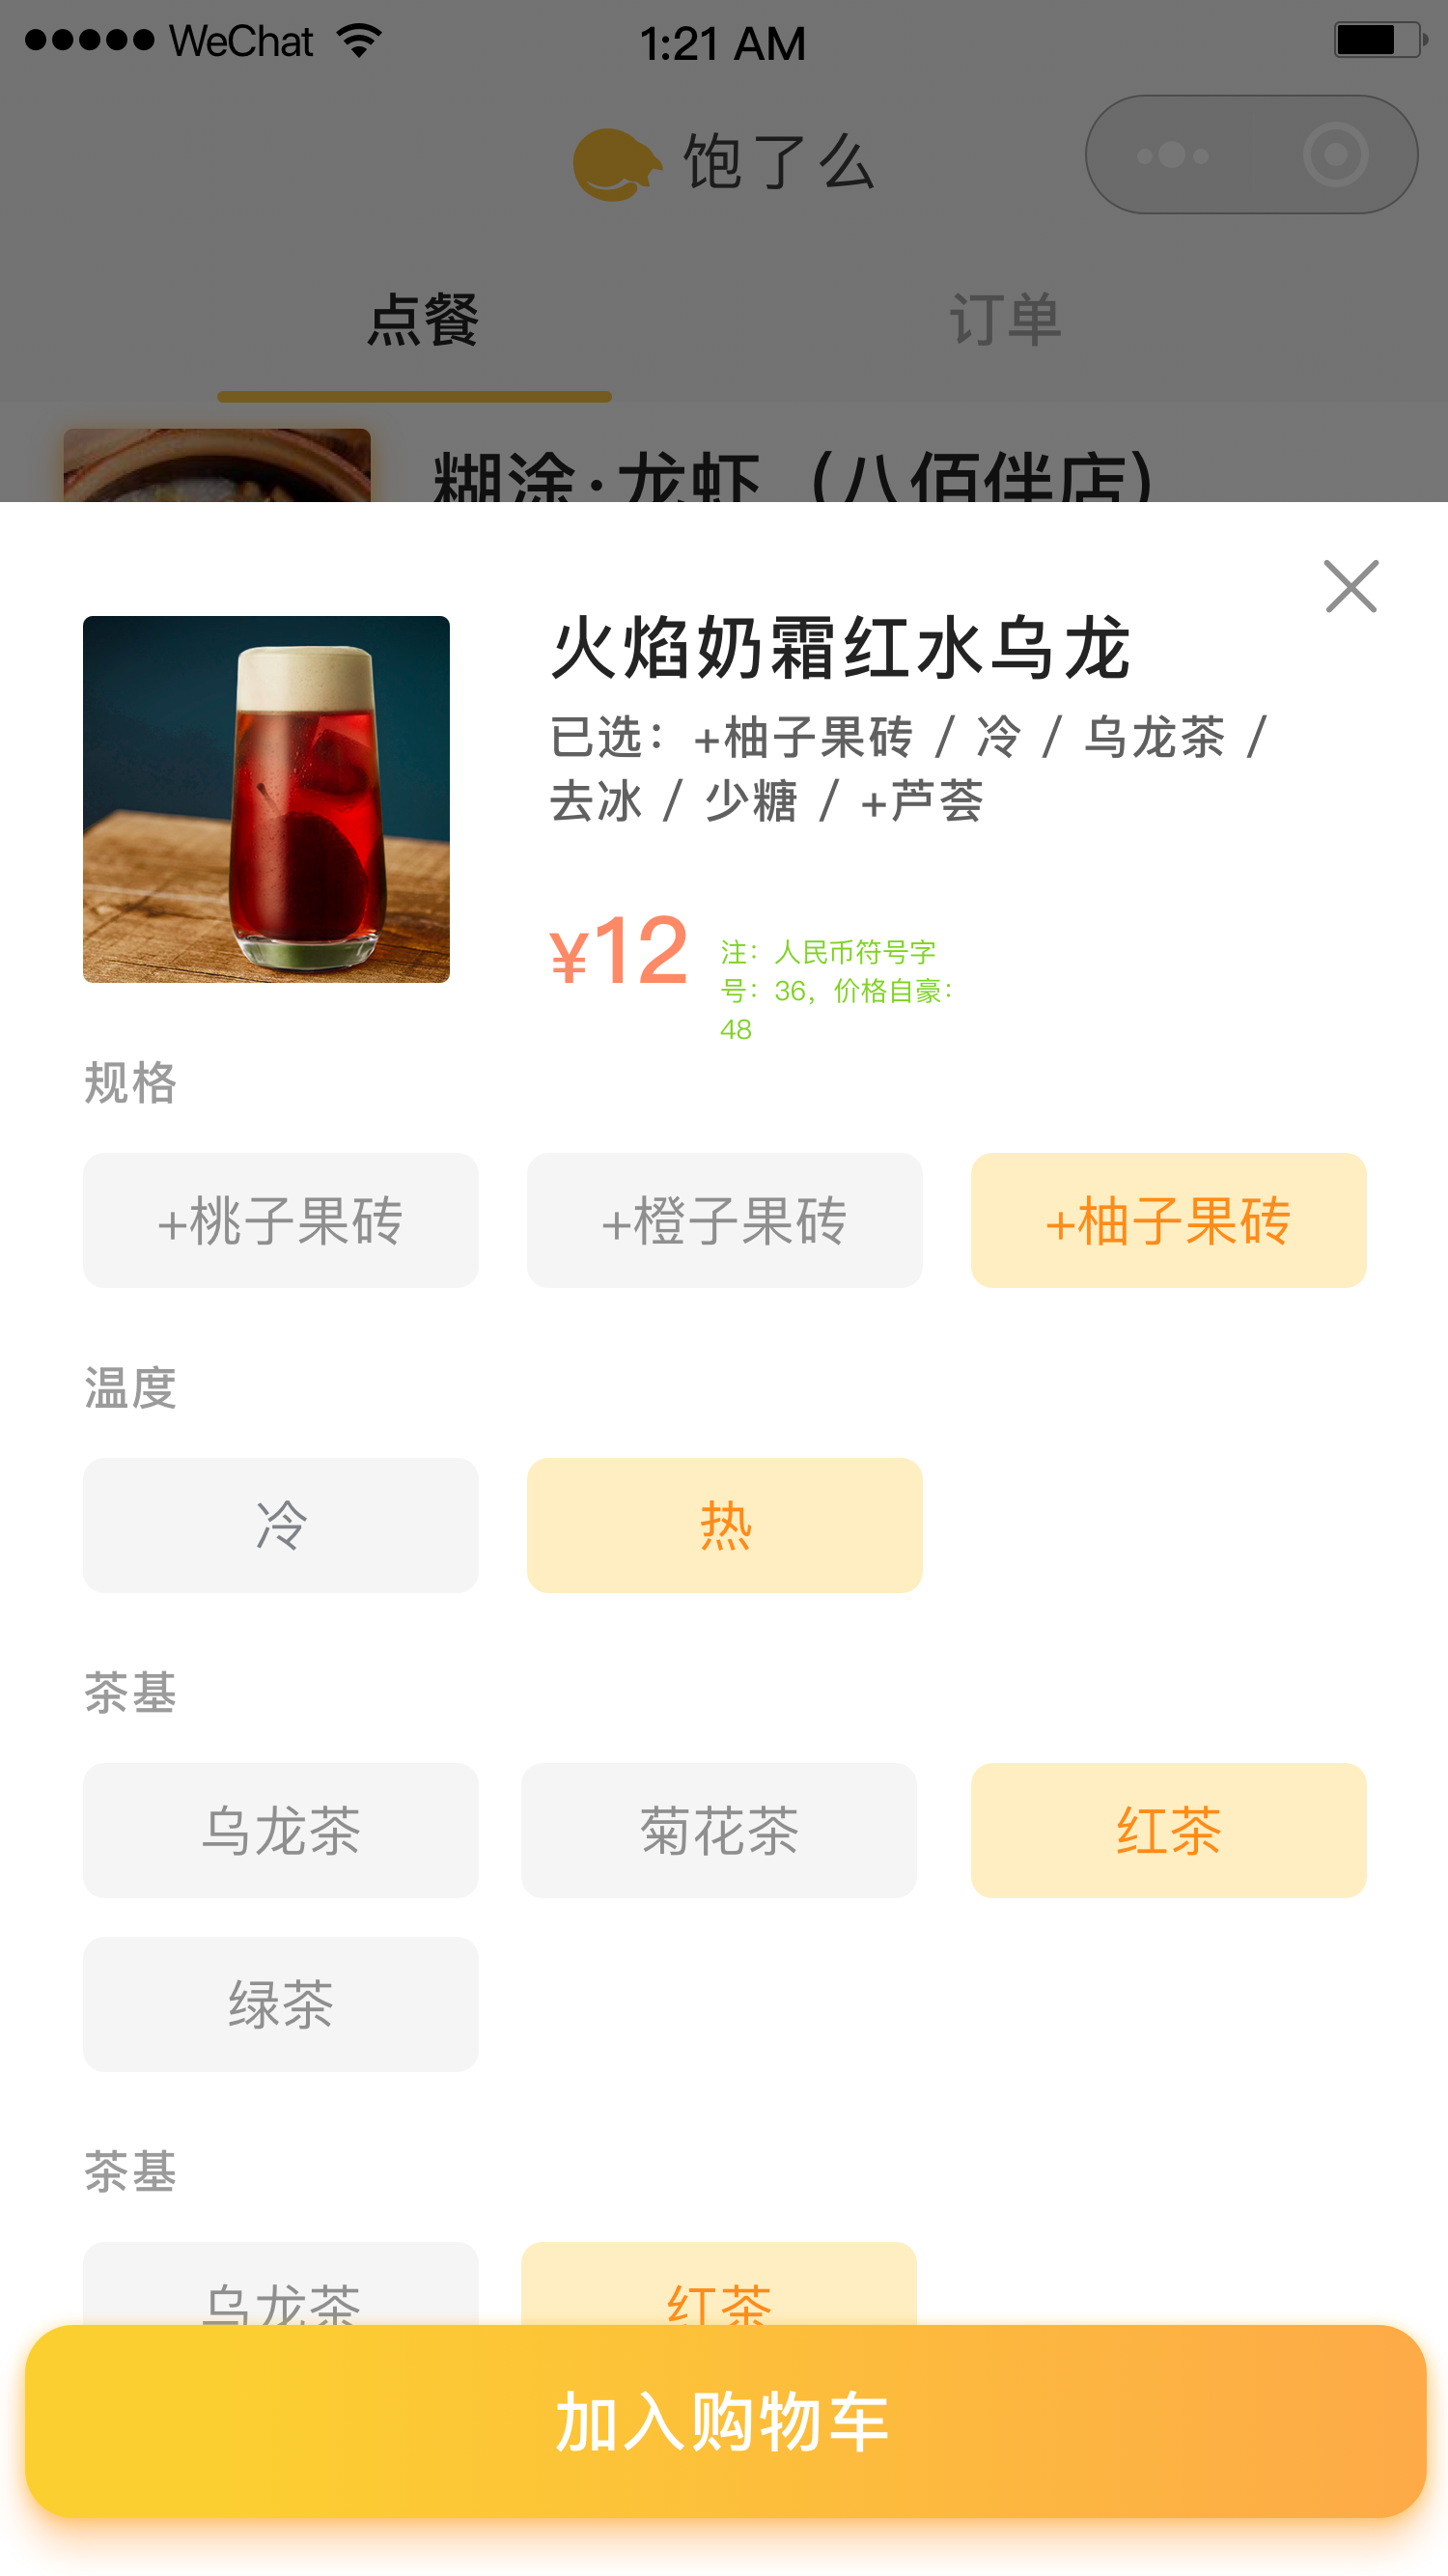 WeChat 1:21 AM
饱了么
点餐 订单
糊涂·龙虾（八佰伴店）
火焰奶霜红水乌龙
已选：+柚子果砖 / 冷 / 乌龙茶 /
去冰 / 少糖 / +芦荟
¥12
注：人民币符号字
号：36，价格自豪：
48
规格
+桃子果砖 +橙子果砖 +柚子果砖
温度
冷 热
茶基
乌龙茶 菊花茶 红茶
绿茶
茶基
乌龙茶 红茶
加入购物车